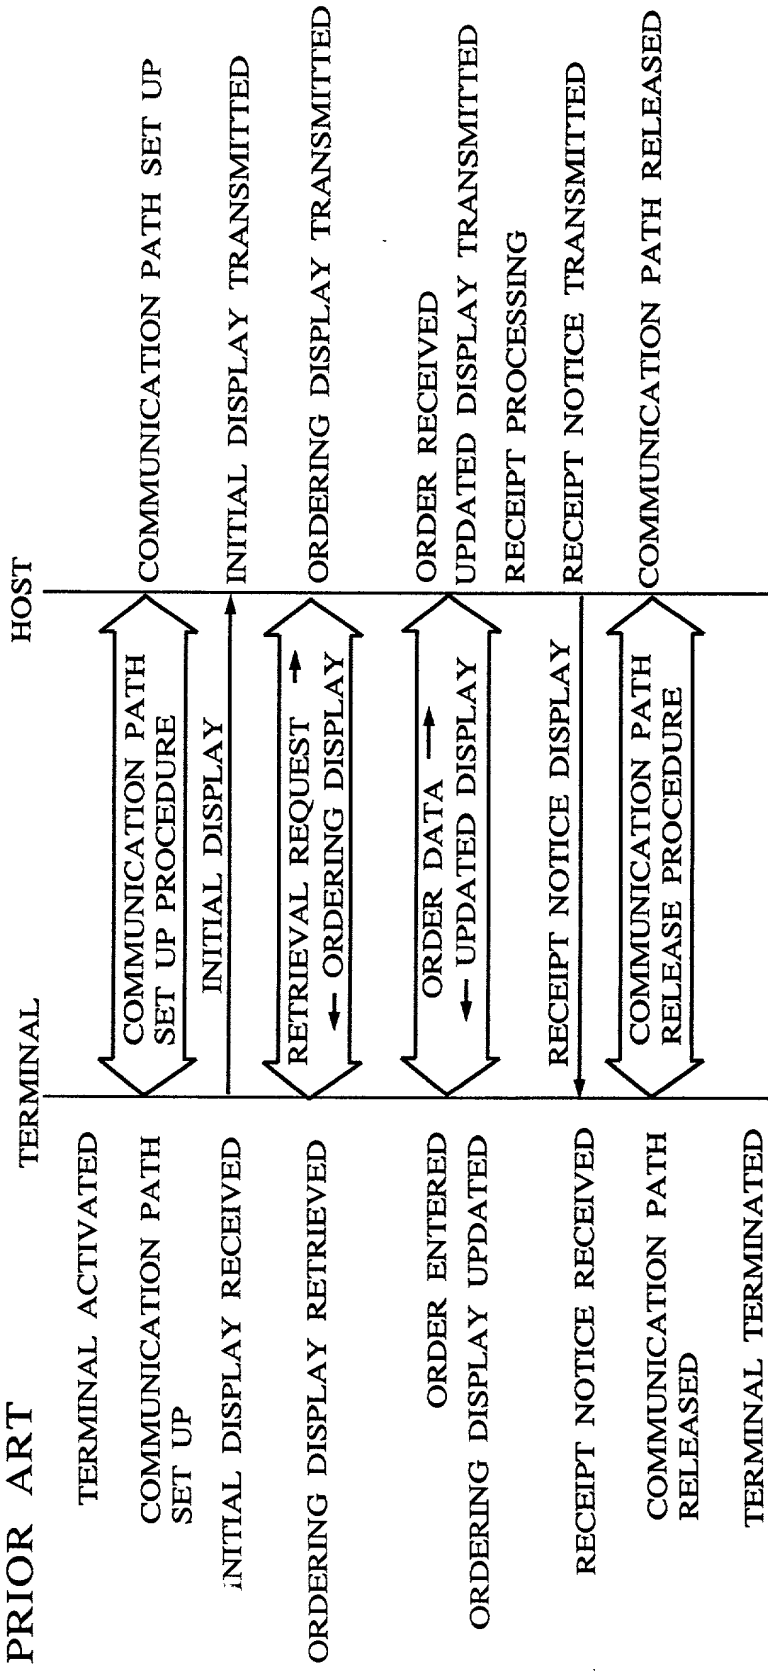 PRIOR ART
TERMINAL
HOST
TERMINAL ACTIVATED
COMMUNICATION PATH
SET UP
COMMUNICATION PATH
SET UP PROCEDURE
COMMUNICATION PATH SET UP
INITIAL DISPLAY RECEIVED
INITIAL DISPLAY
INITIAL DISPLAY TRANSMITTED
ORDERING DISPLAY RETRIEVED
RETRIEVAL REQUEST →
← ORDERING DISPLAY
ORDERING DISPLAY TRANSMITTED
ORDER ENTERED
ORDERING DISPLAY UPDATED
ORDER DATA →
← UPDATED DISPLAY
ORDER RECEIVED
UPDATED DISPLAY TRANSMITTED
RECEIPT PROCESSING
RECEIPT NOTICE RECEIVED
RECEIPT NOTICE DISPLAY
RECEIPT NOTICE TRANSMITTED
COMMUNICATION PATH
RELEASED
COMMUNICATION PATH
RELEASE PROCEDURE
COMMUNICATION PATH RELEASED
TERMINAL TERMINATED